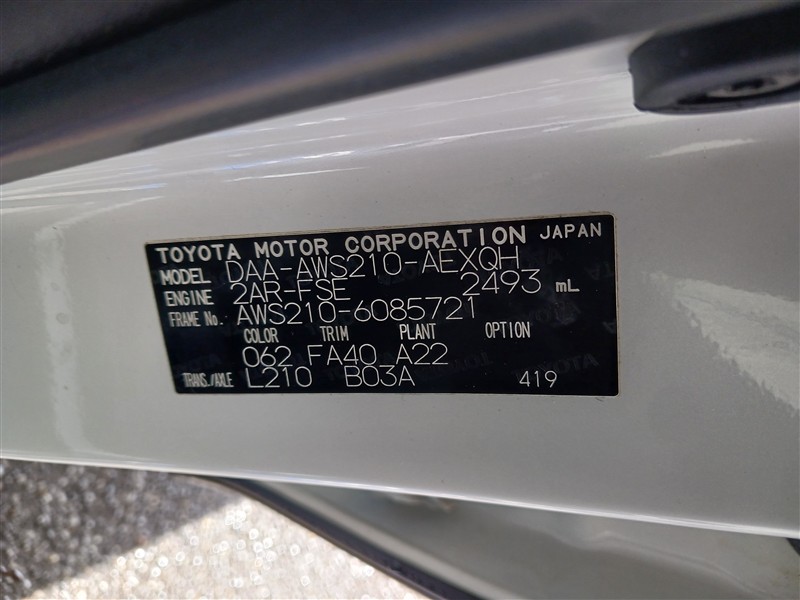 TOYOTA MOTOR CORPORATION JAPAN
MODEL DAA-AWS210-AEXQH
ENGINE 2AR-FSE 2493 mL
FRAME No. AWS210-6085721
COLOR TRIM PLANT OPTION
062 FA40 A22
TRANS./AXLE L210 B03A 419